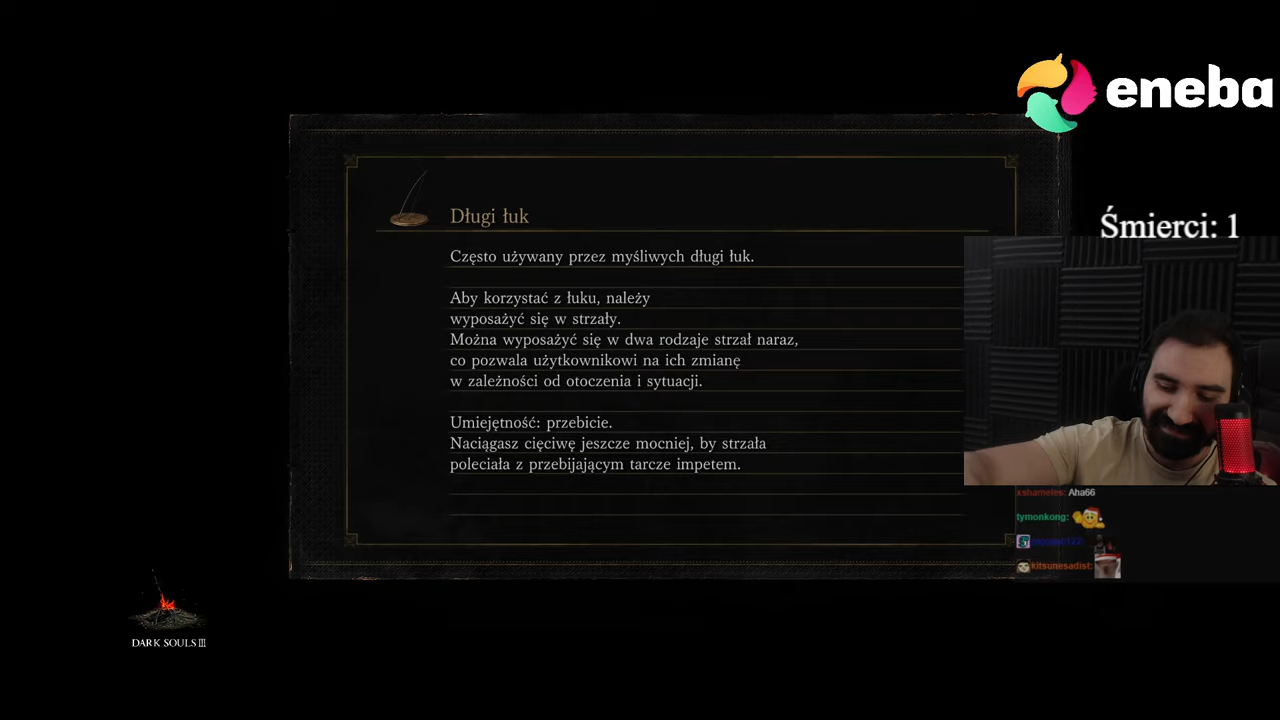 eneba
Długi łuk
Śmierci: 1
Często używany przez myśliwych długi łuk.
Aby korzystać z łuku, należy
wyposażyć się w strzały.
Można wyposażyć się w dwa rodzaje strzał naraz,
co pozwala użytkownikowi na ich zmianę
w zależności od otoczenia i sytuacji.
Umiejętność: przebicie.
Naciągasz cięciwę jeszcze mocniej, by strzała
poleciała z przebijającym tarcze impetem.
xshameles: Aha66
tymonkong:
kitsunesadist:
DARK SOULS III